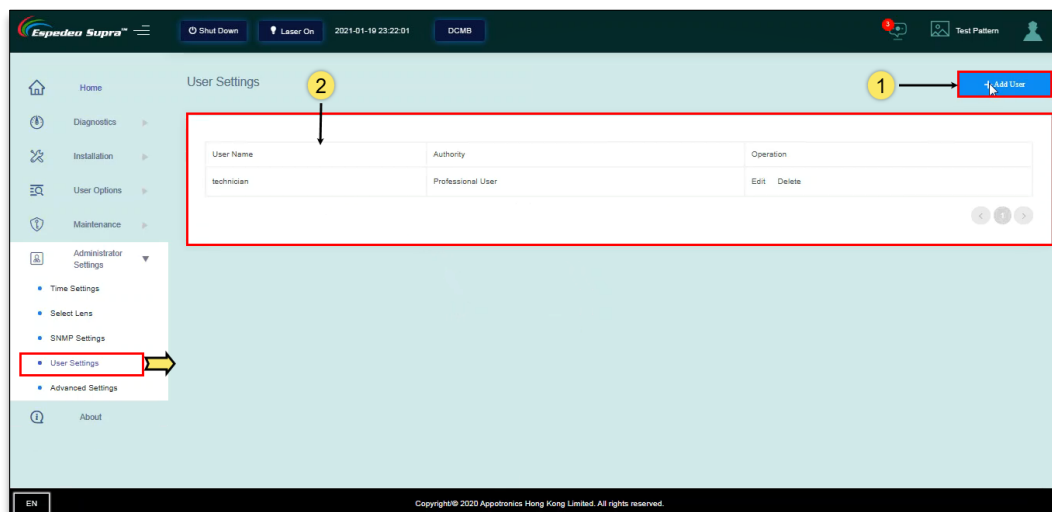 Espedeo Supra™
Shut Down
Laser On
2021-01-19 23:22:01
DCMB
3
Test Pattern
Home
Diagnostics
Installation
User Options
Maintenance
Administrator
Settings
Time Settings
Select Lens
SNMP Settings
User Settings
Advanced Settings
About
User Settings
2
1
+ Add User
User Name Authority Operation
technician Professional User Edit Delete
< 1 >
EN
Copyright/© 2020 Appotronics Hong Kong Limited. All rights reserved.